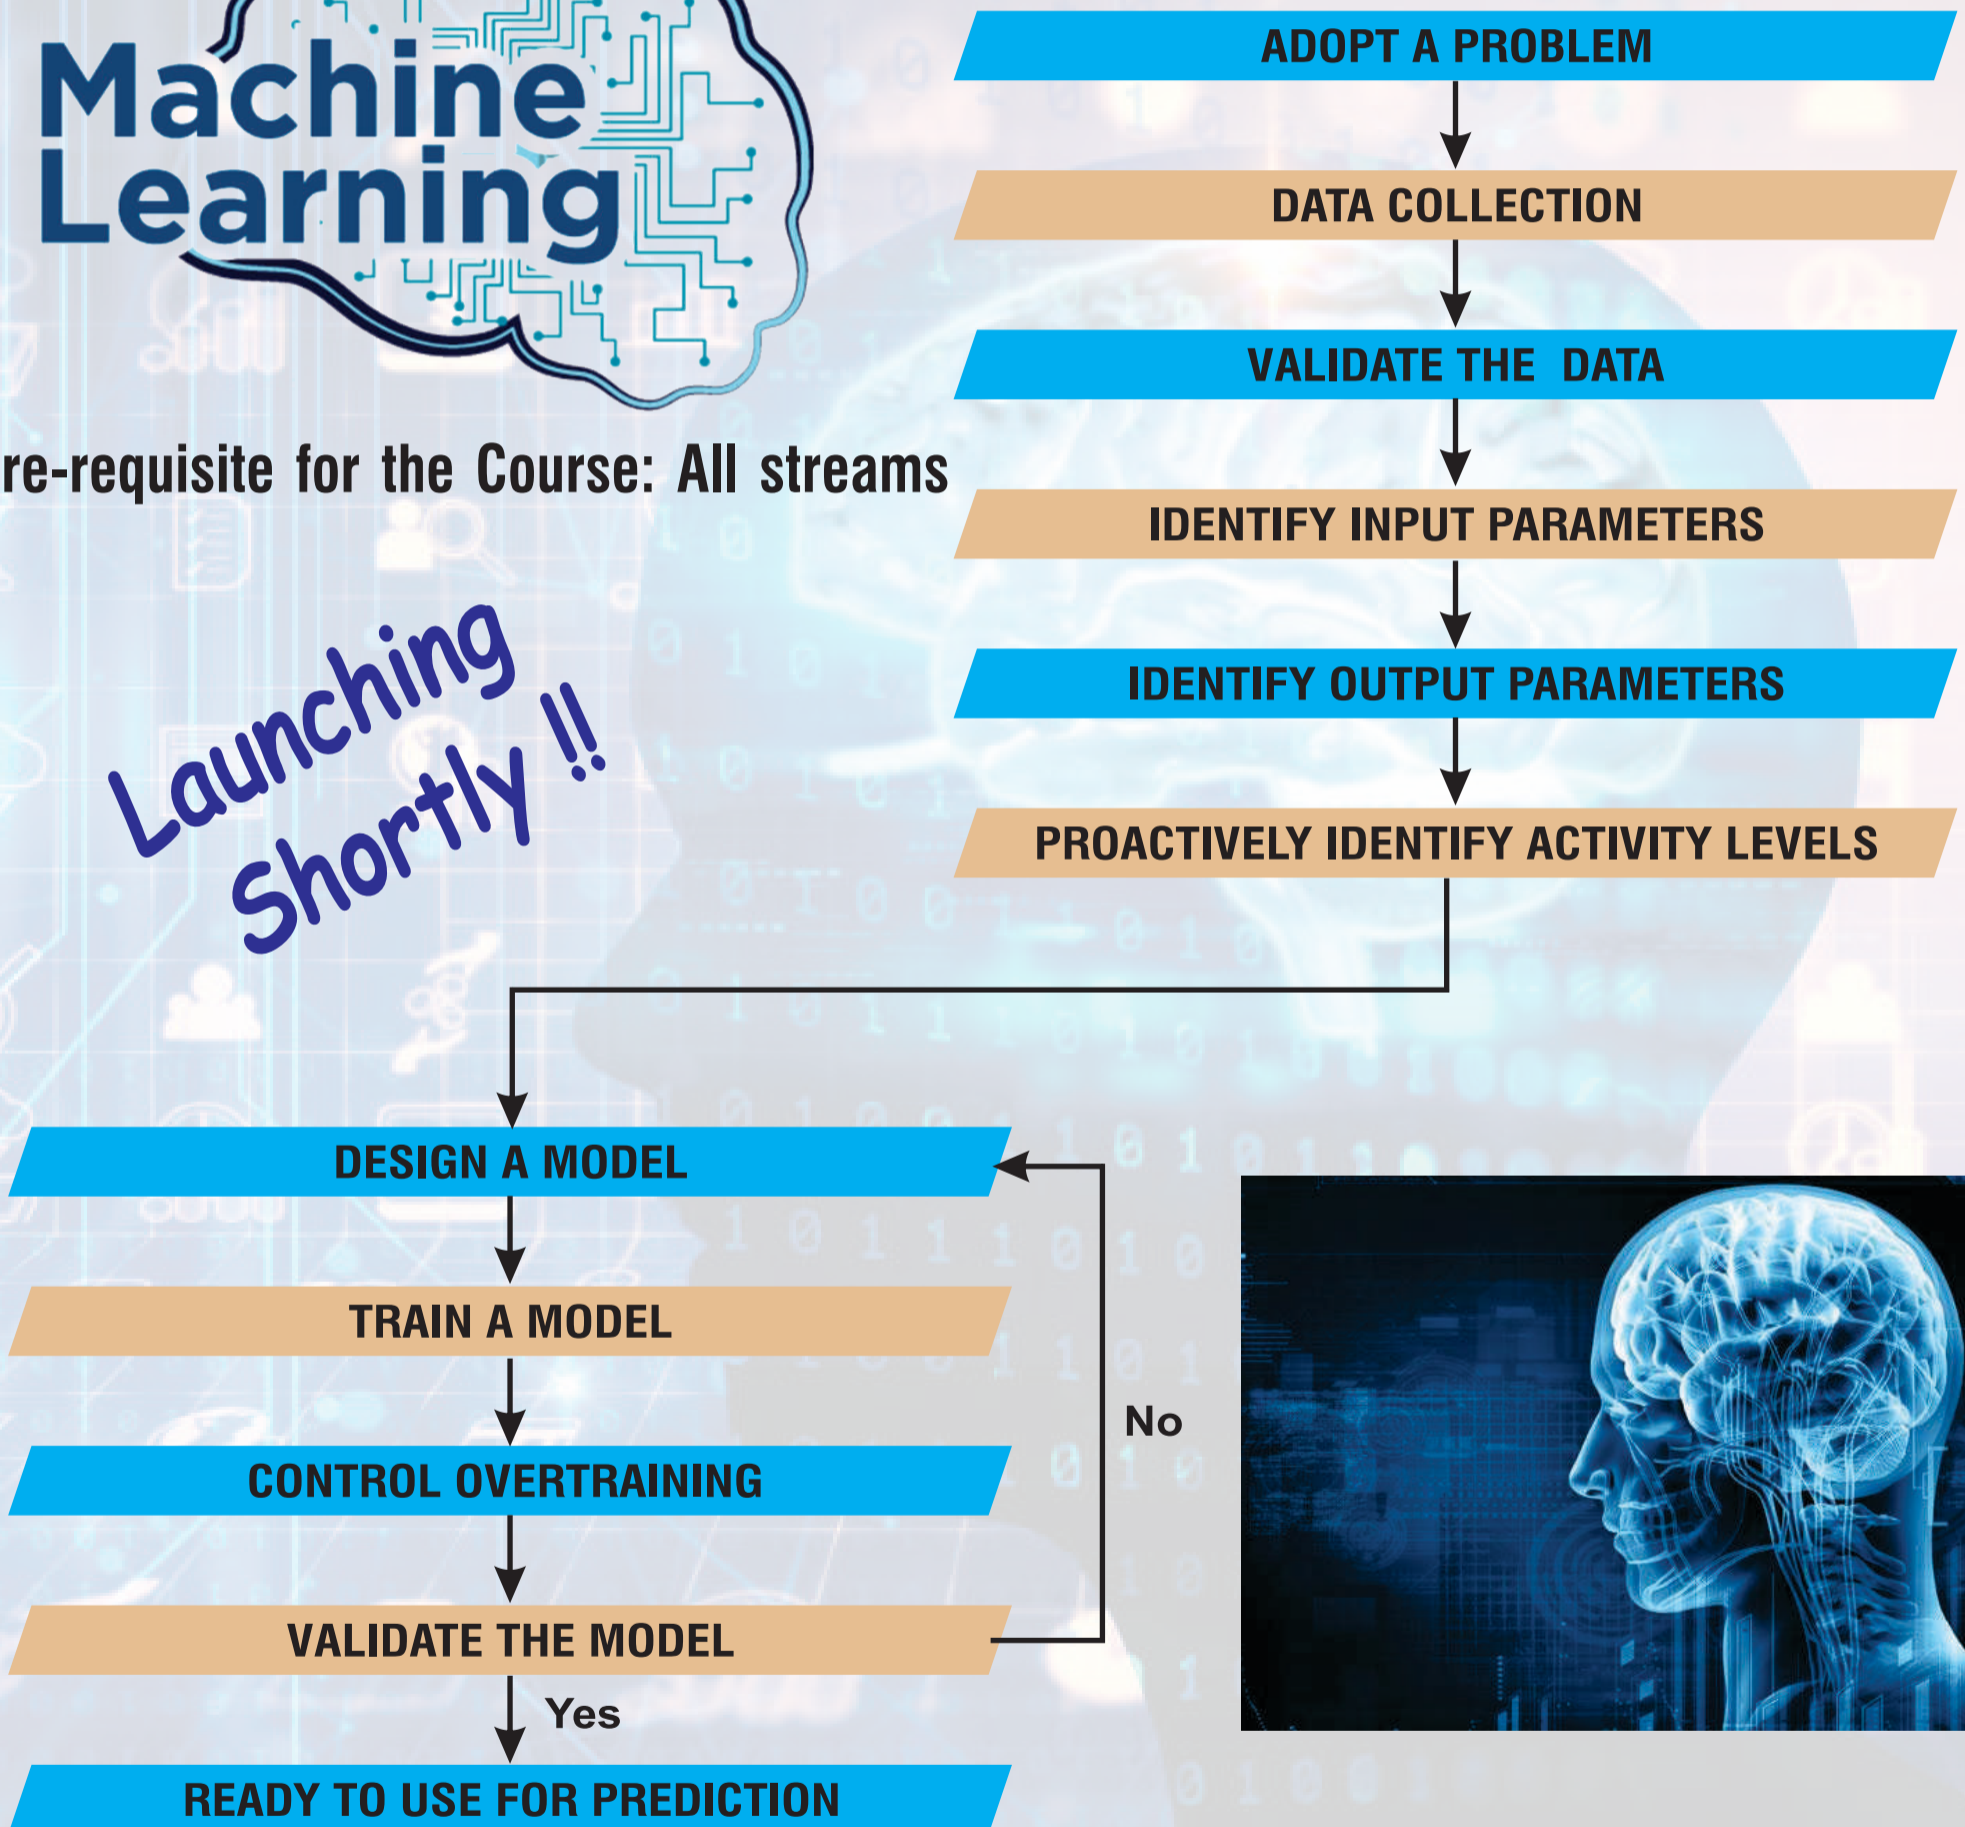 Machine
Learning
re-requisite for the Course: All streams
Launching
Shortly !!
ADOPT A PROBLEM
DATA COLLECTION
VALIDATE THE DATA
IDENTIFY INPUT PARAMETERS
IDENTIFY OUTPUT PARAMETERS
PROACTIVELY IDENTIFY ACTIVITY LEVELS
DESIGN A MODEL
TRAIN A MODEL
CONTROL OVERTRAINING
No
VALIDATE THE MODEL
Yes
READY TO USE FOR PREDICTION